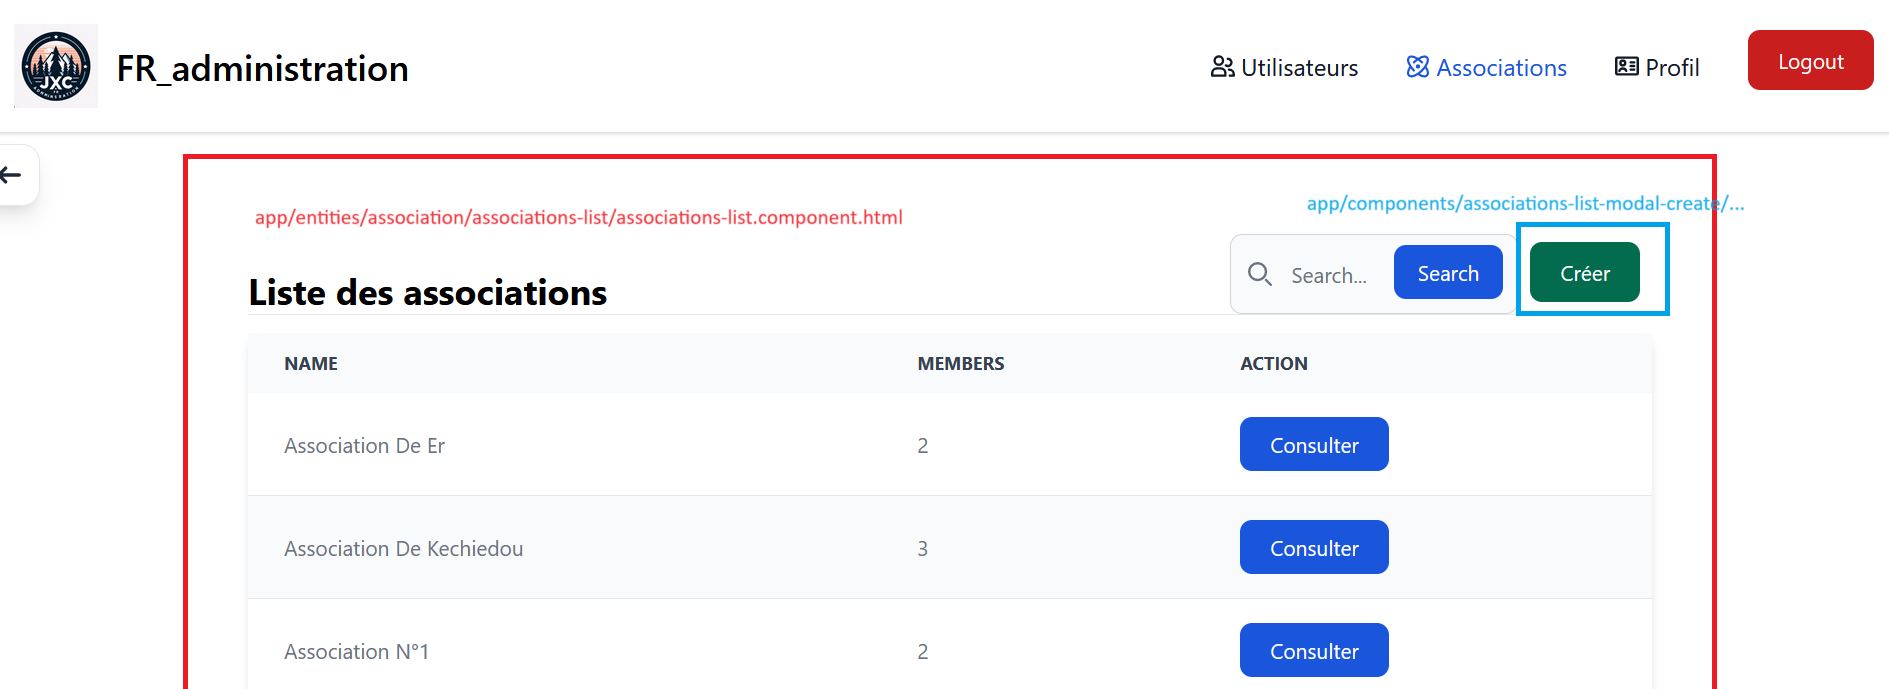 JXC
FR_administration
Utilisateurs
Associations
Profil
Logout
app/components/associations-list-modal-create/...
app/entities/association/associations-list/associations-list.component.html
Liste des associations
Search...
Search
Créer
NAME MEMBERS ACTION
Association De Er 2 Consulter
Association De Kechiedou 3 Consulter
Association N°1 2 Consulter